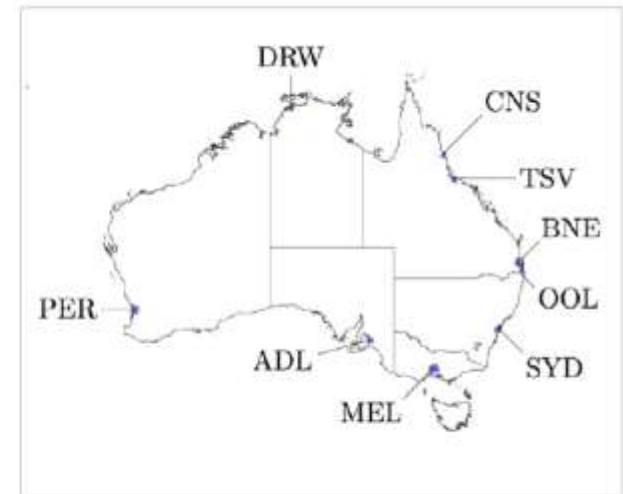 DRW
CNS
TSV
BNE
PER
OOL
ADL
SYD
MEL